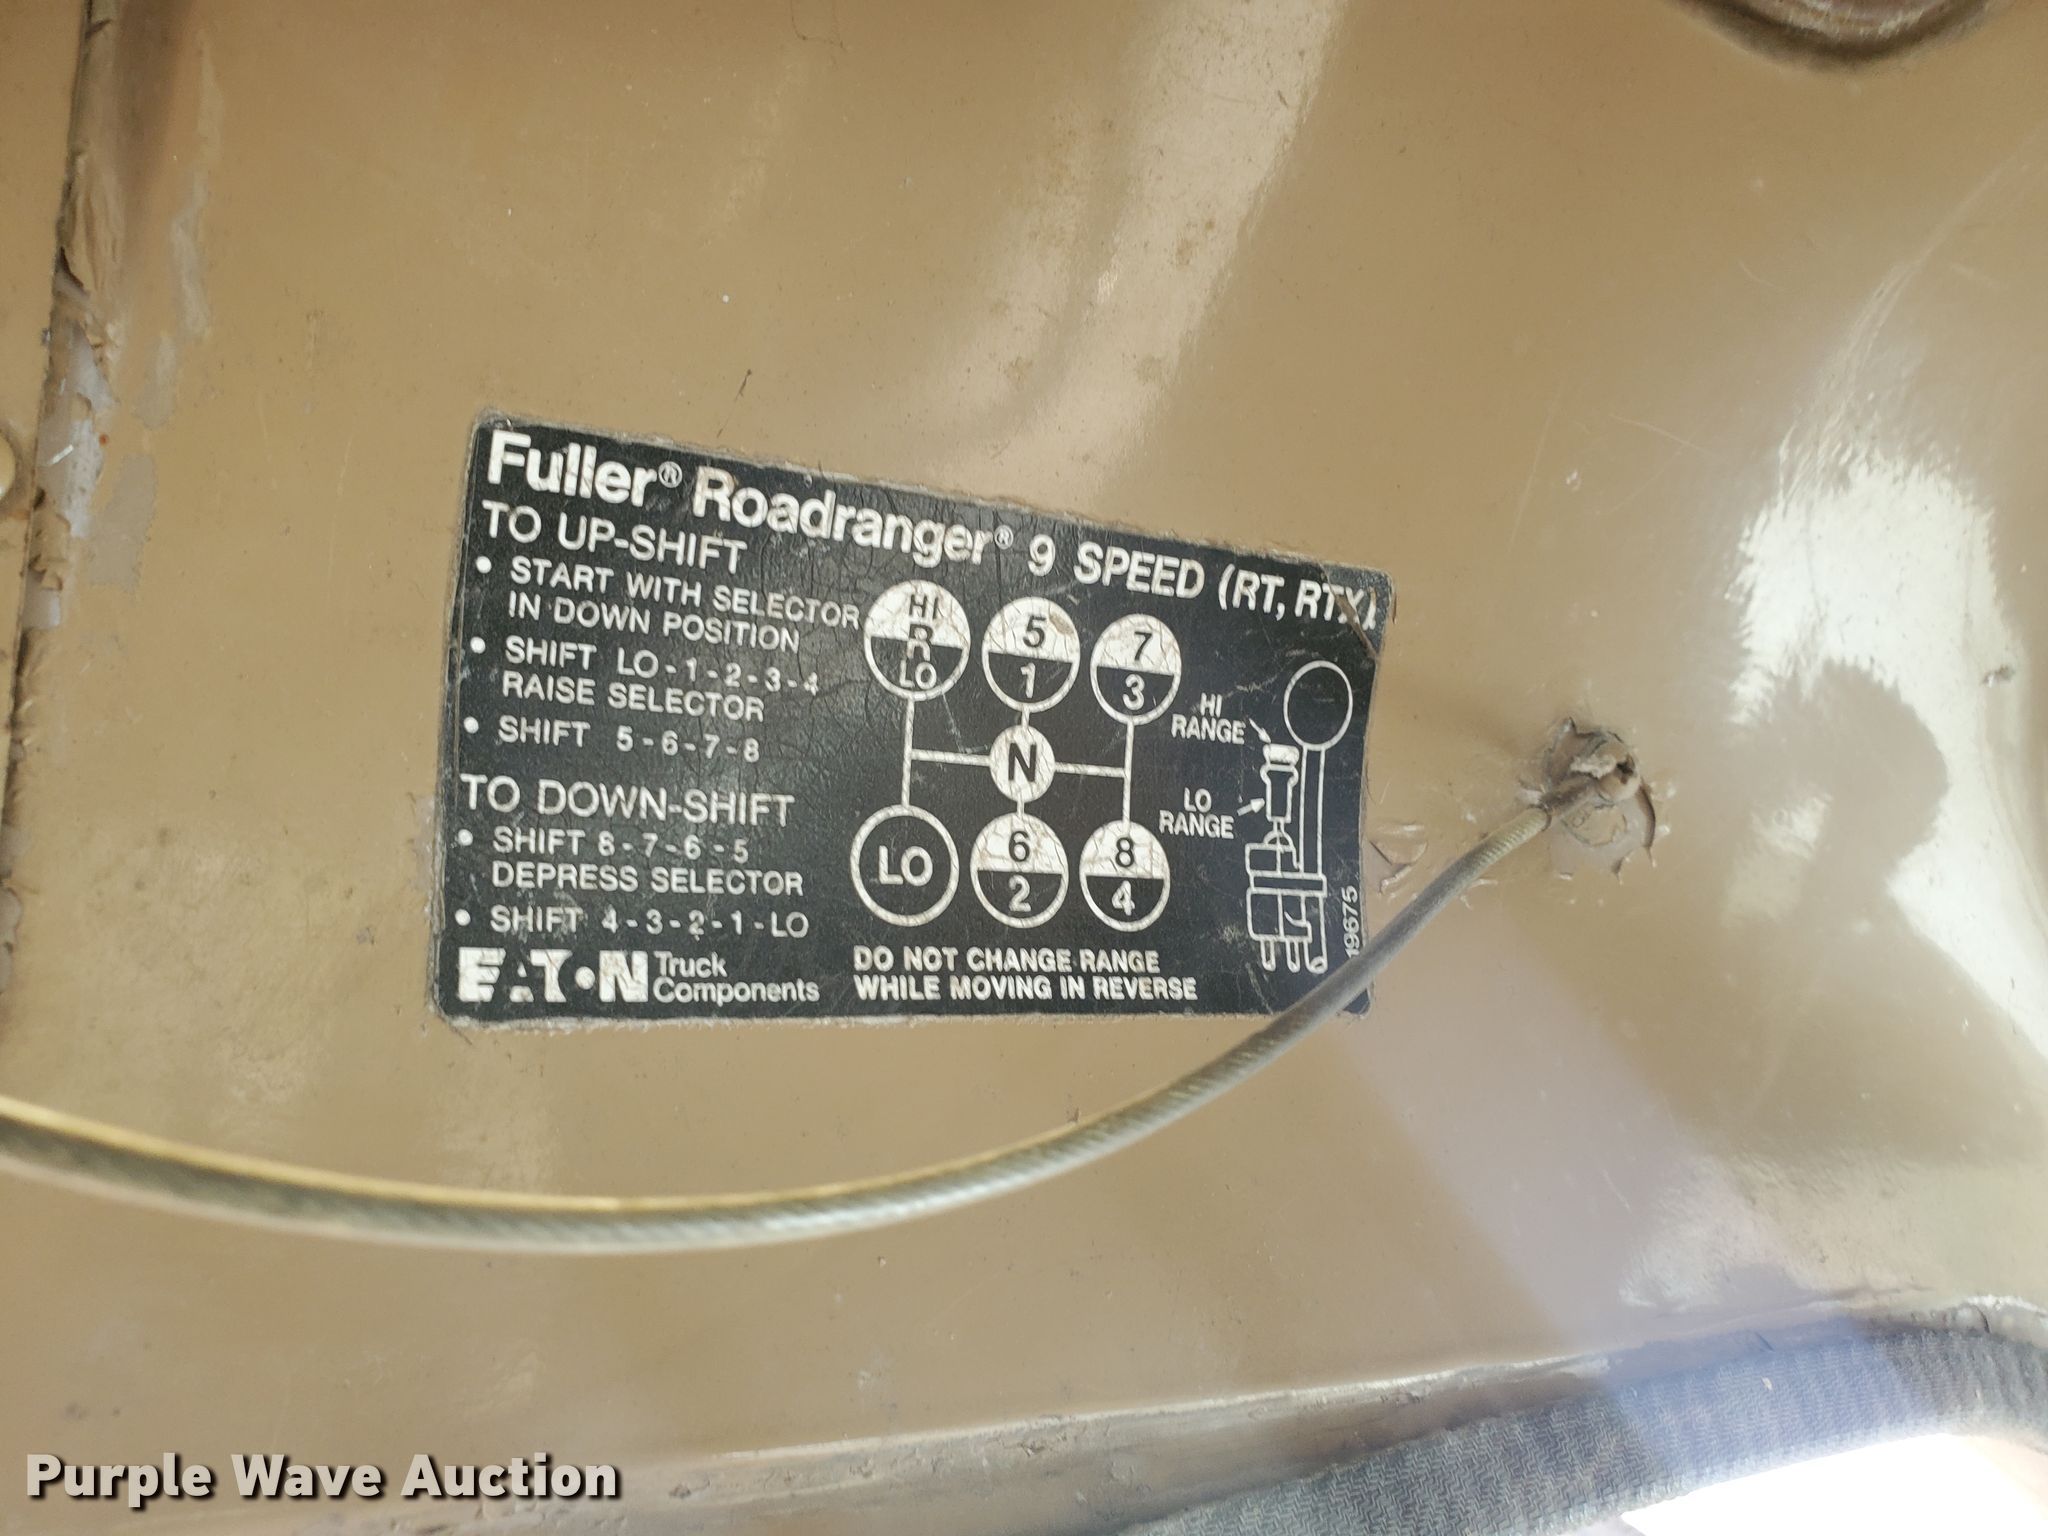 Fuller® Roadranger® 9 SPEED (RT, RTX)
TO UP-SHIFT
• START WITH SELECTOR
IN DOWN POSITION
• SHIFT LO-1-2-3-4
RAISE SELECTOR
• SHIFT 5-6-7-8
TO DOWN-SHIFT
• SHIFT 8-7-6-5
DEPRESS SELECTOR
• SHIFT 4-3-2-1-LO
EATON Truck
Components
HI
R
LO
5
1
7
3
N
LO
6
2
8
4
HI
RANGE
LO
RANGE
DO NOT CHANGE RANGE
WHILE MOVING IN REVERSE
19675
Purple Wave Auction